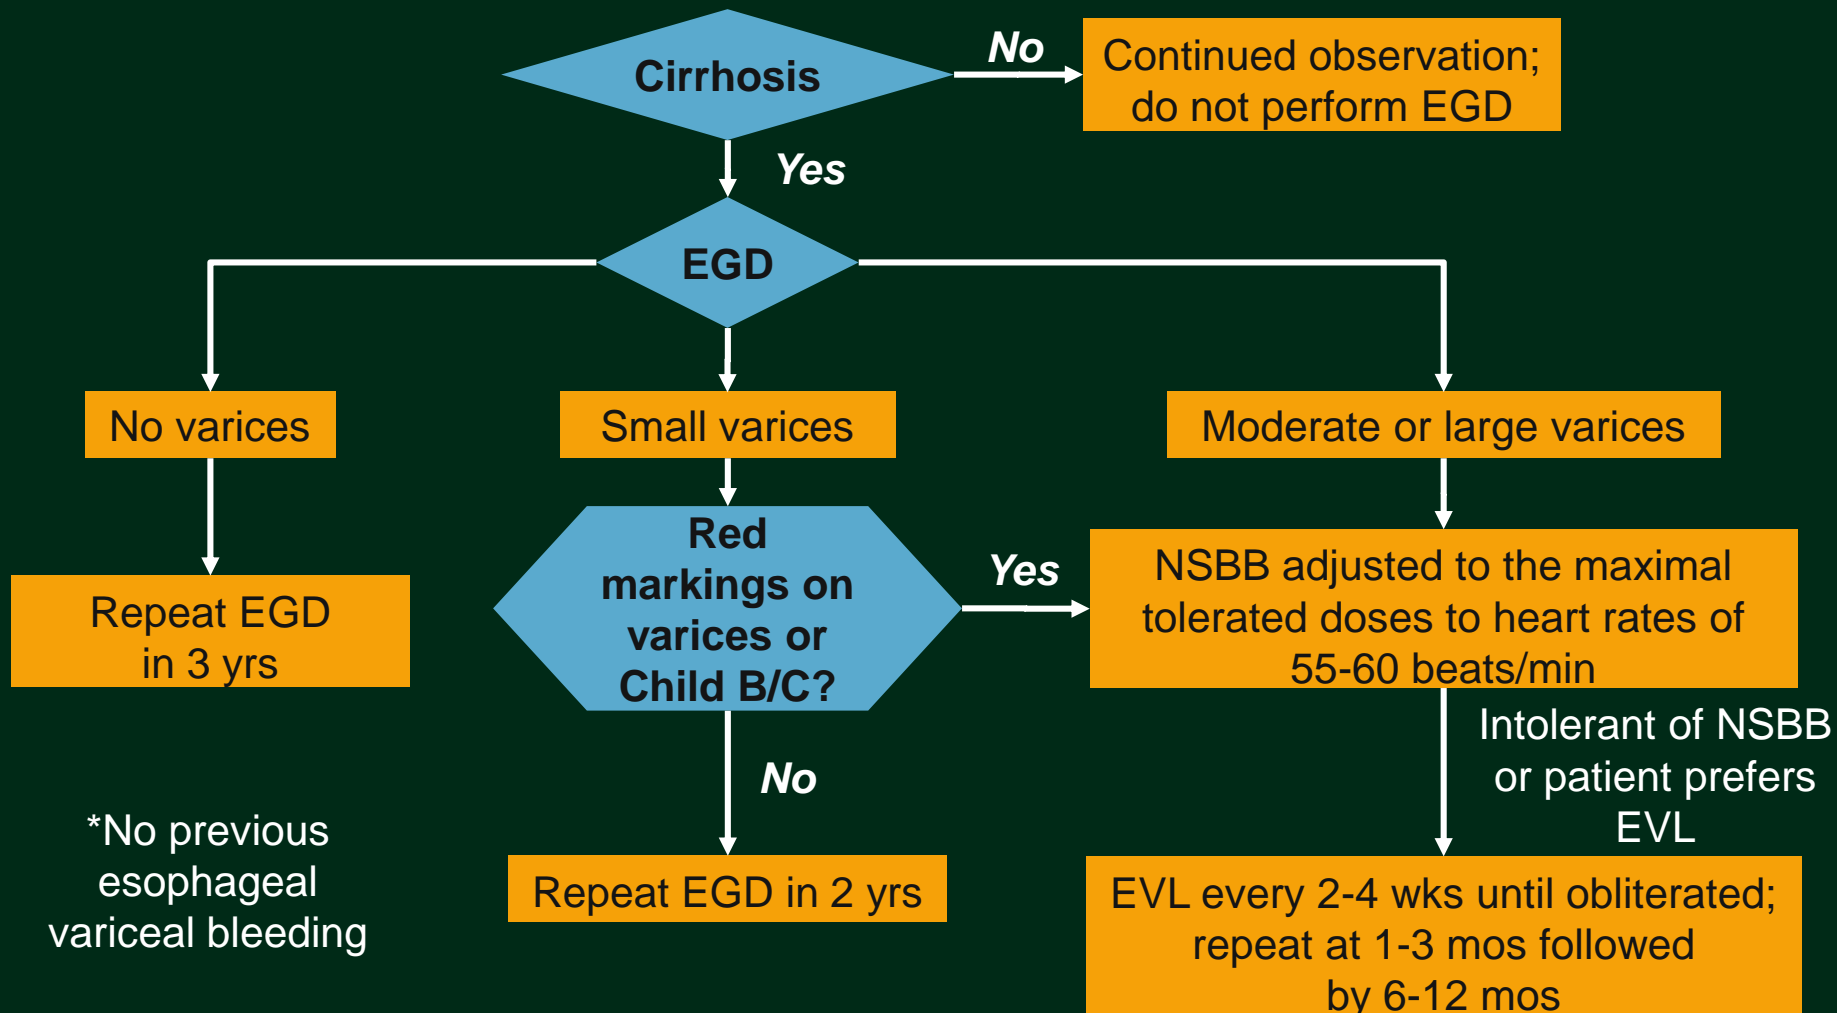 Cirrhosis
No
Continued observation;
do not perform EGD
Yes
EGD
No varices
Small varices
Moderate or large varices
Repeat EGD
in 3 yrs
Red
markings on
varices or
Child B/C?
Yes
NSBB adjusted to the maximal
tolerated doses to heart rates of
55-60 beats/min
No
Intolerant of NSBB
or patient prefers
EVL
*No previous
esophageal
variceal bleeding
Repeat EGD in 2 yrs
EVL every 2-4 wks until obliterated;
repeat at 1-3 mos followed
by 6-12 mos